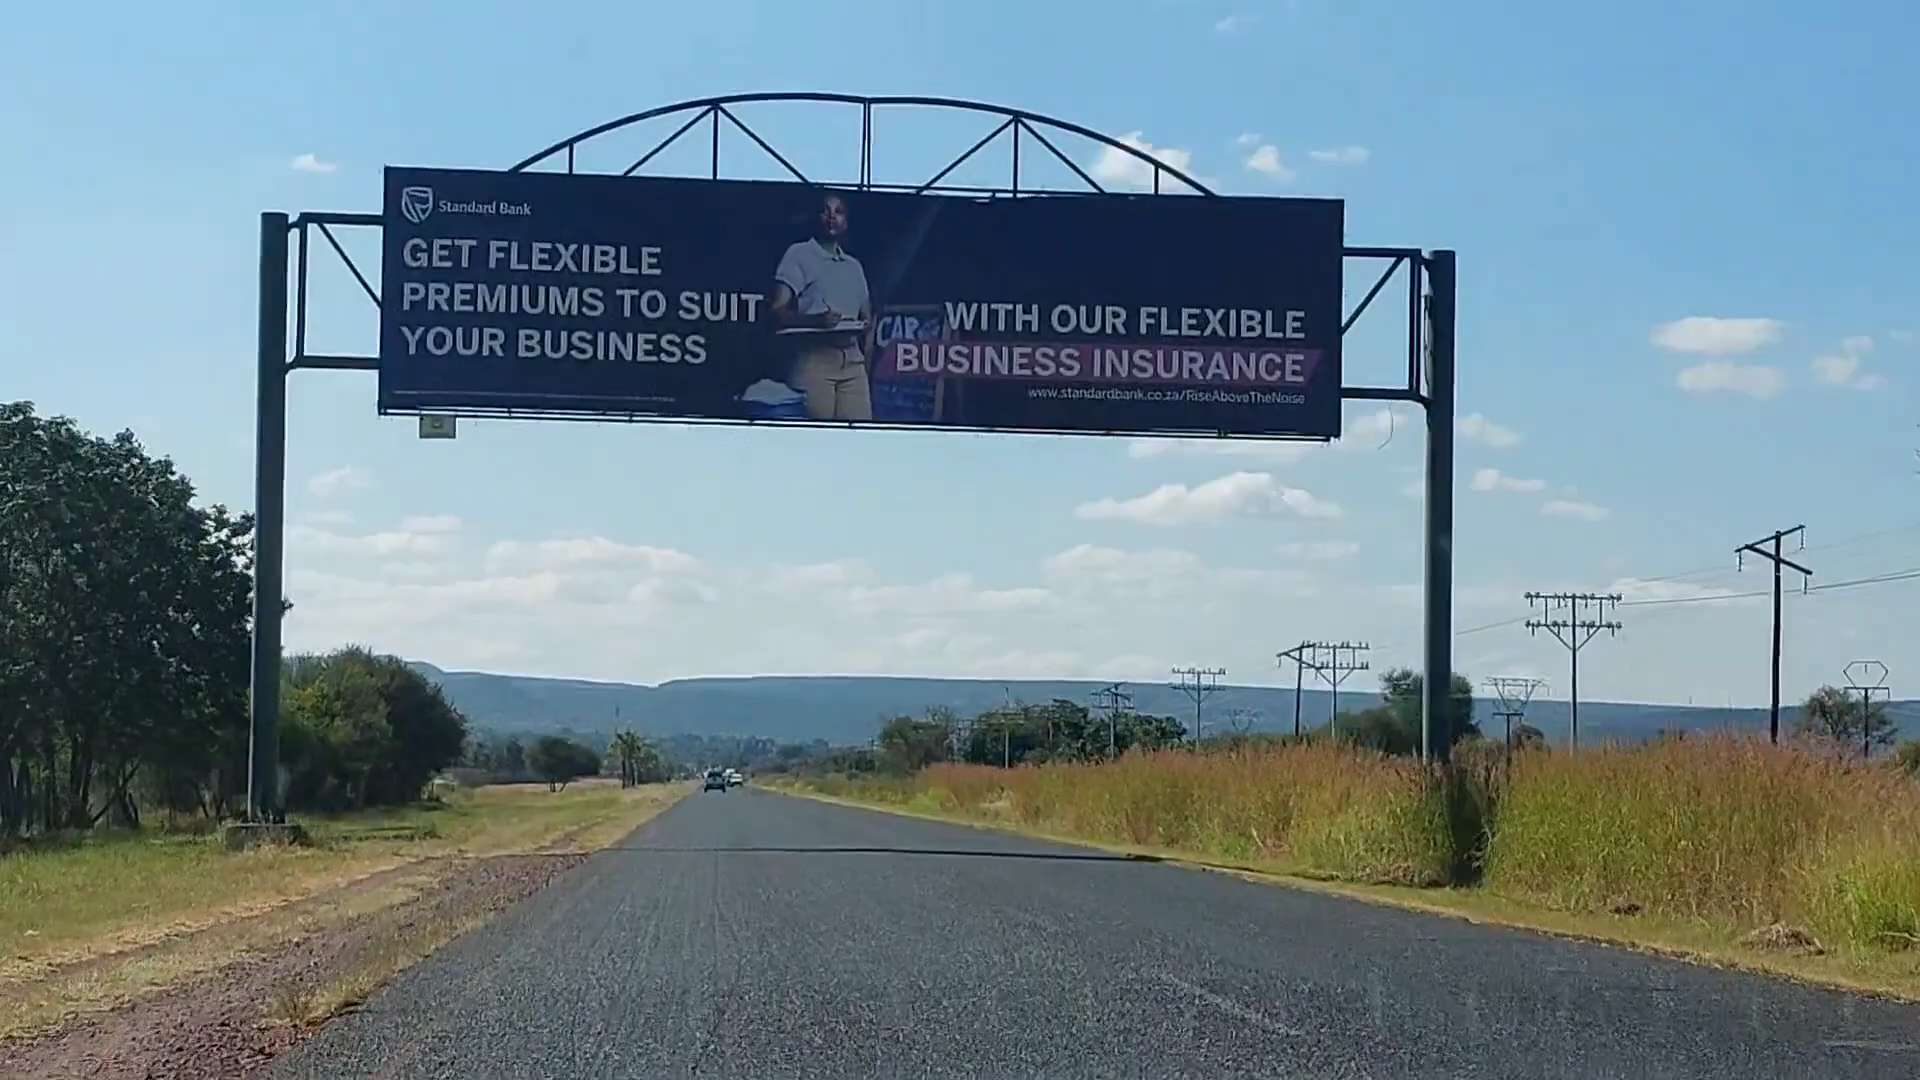 Standard Bank
GET FLEXIBLE
PREMIUMS TO SUIT
YOUR BUSINESS
CAR
WITH OUR FLEXIBLE
BUSINESS INSURANCE
www.standardbank.co.za/RiseAboveTheNoise